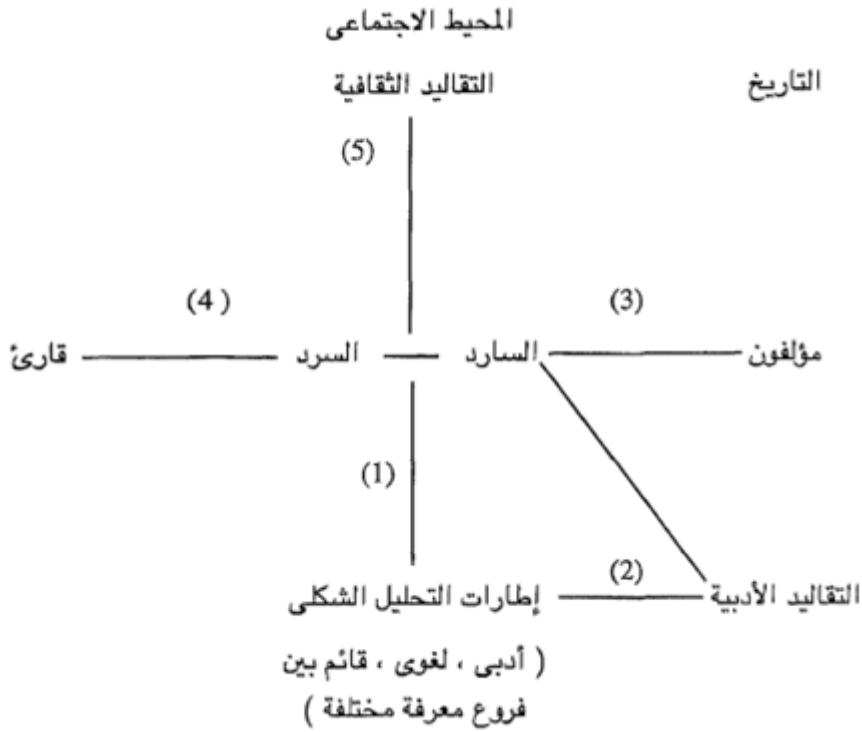 المحيط الاجتماعى
التقاليد الثقافية
التاريخ
(5)
(3)
(4)
مؤلفون
السارد
السرد
قارئ
(1)
(2)
التقاليد الأدبية
إطارات التحليل الشكلى
( أدبى ، لغوى ، قائم بين
فروع معرفة مختلفة )